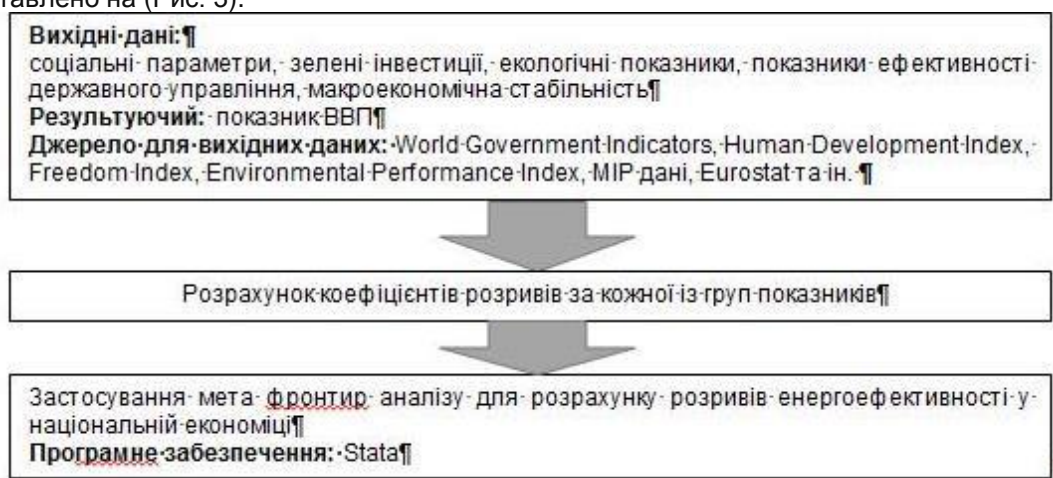 тавлено на (Рис. 3).
Вихідні·дані:¶
соціальні· параметри,· зелені·інвестиції,·екологічні·показники,·показники·ефективності·
державного·управління,·макроекономічна·стабільність¶
Результуючий:·показник·ВВП¶
Джерело·для·вихідних·даних:·World·Government·Indicators,·Human·Development·Index,·
Freedom·Index,·Environmental·Performance·Index,·МІР·дані,·Eurostat·та·ін.·¶
Розрахунок·коефіцієнтів·розривів·за·кожної·із·груп·показників¶
Застосування· мета· фронтир· аналізу· для· розрахунку· розривів· енергоефективності· у·
національній·економіці¶
Програмне·забезпечення:·Stata¶